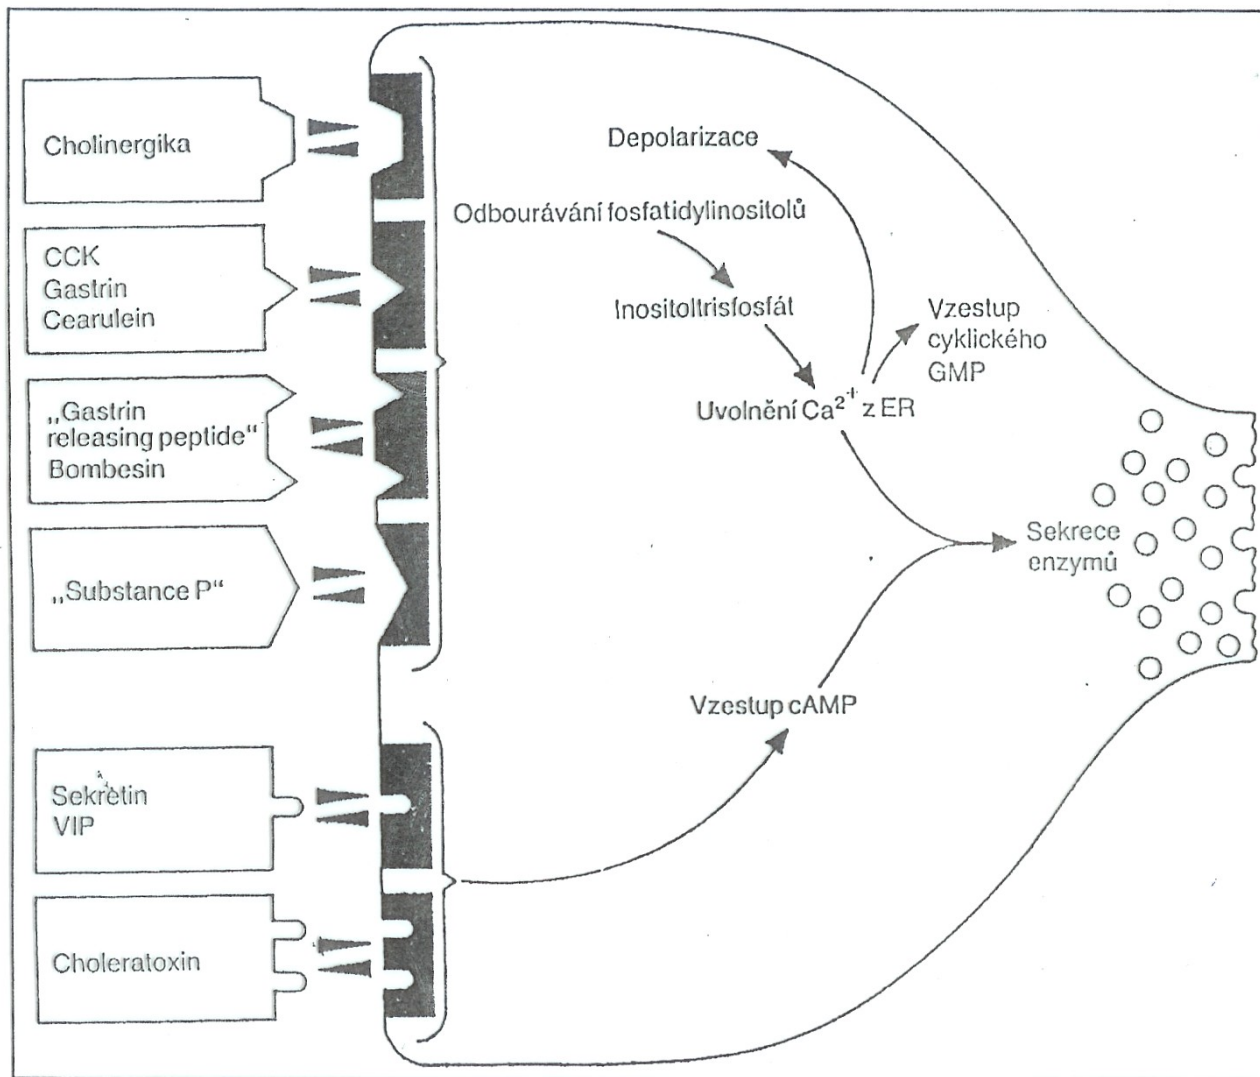 Cholinergika
CCK
Gastrin
Cearulein
„Gastrin
releasing peptide“
Bombesin
„Substance P“
Sekretin
VIP
Choleratoxin
Depolarizace
Odbourávání fosfatidylinositolů
Inositoltrisfosfát
Vzestup
cyklického
GMP
Uvolnění Ca²⁺ z ER
Sekrece
enzymů
Vzestup cAMP